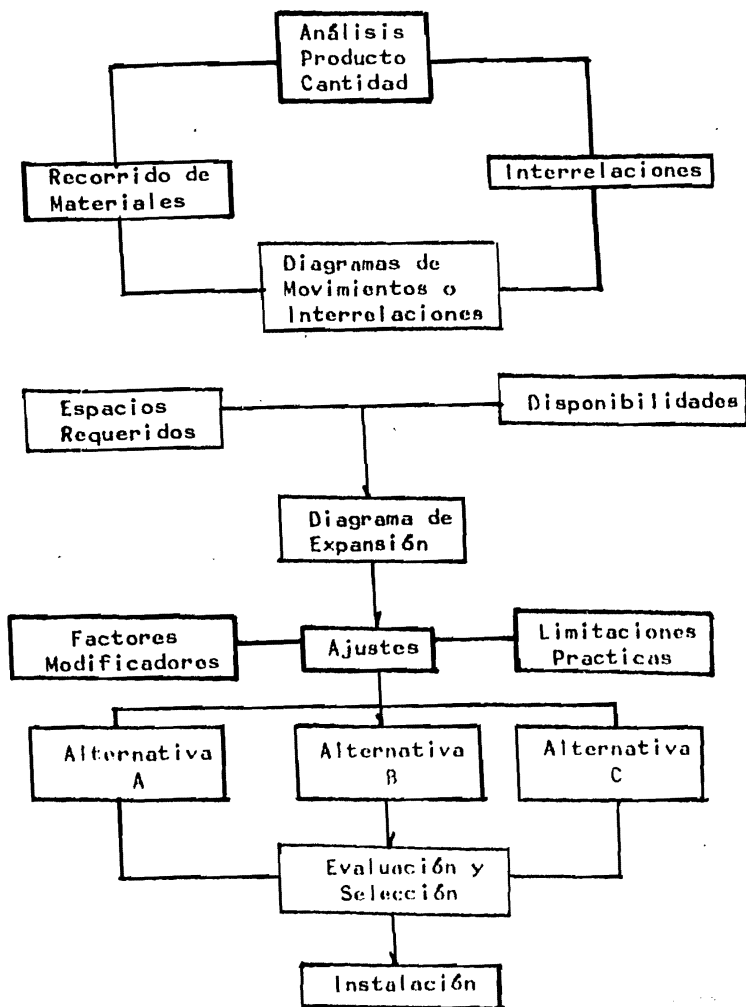 Análisis
Producto
Cantidad
Recorrido de
Materiales
Interrelaciones
Diagramas de
Movimientos o
Interrelaciones
Espacios
Requeridos
Disponibilidades
Diagrama de
Expansión
Factores
Modificadores
Ajustes
Limitaciones
Practicas
Alternativa
A
Alternativa
B
Alternativa
C
Evaluación y
Selección
Instalación